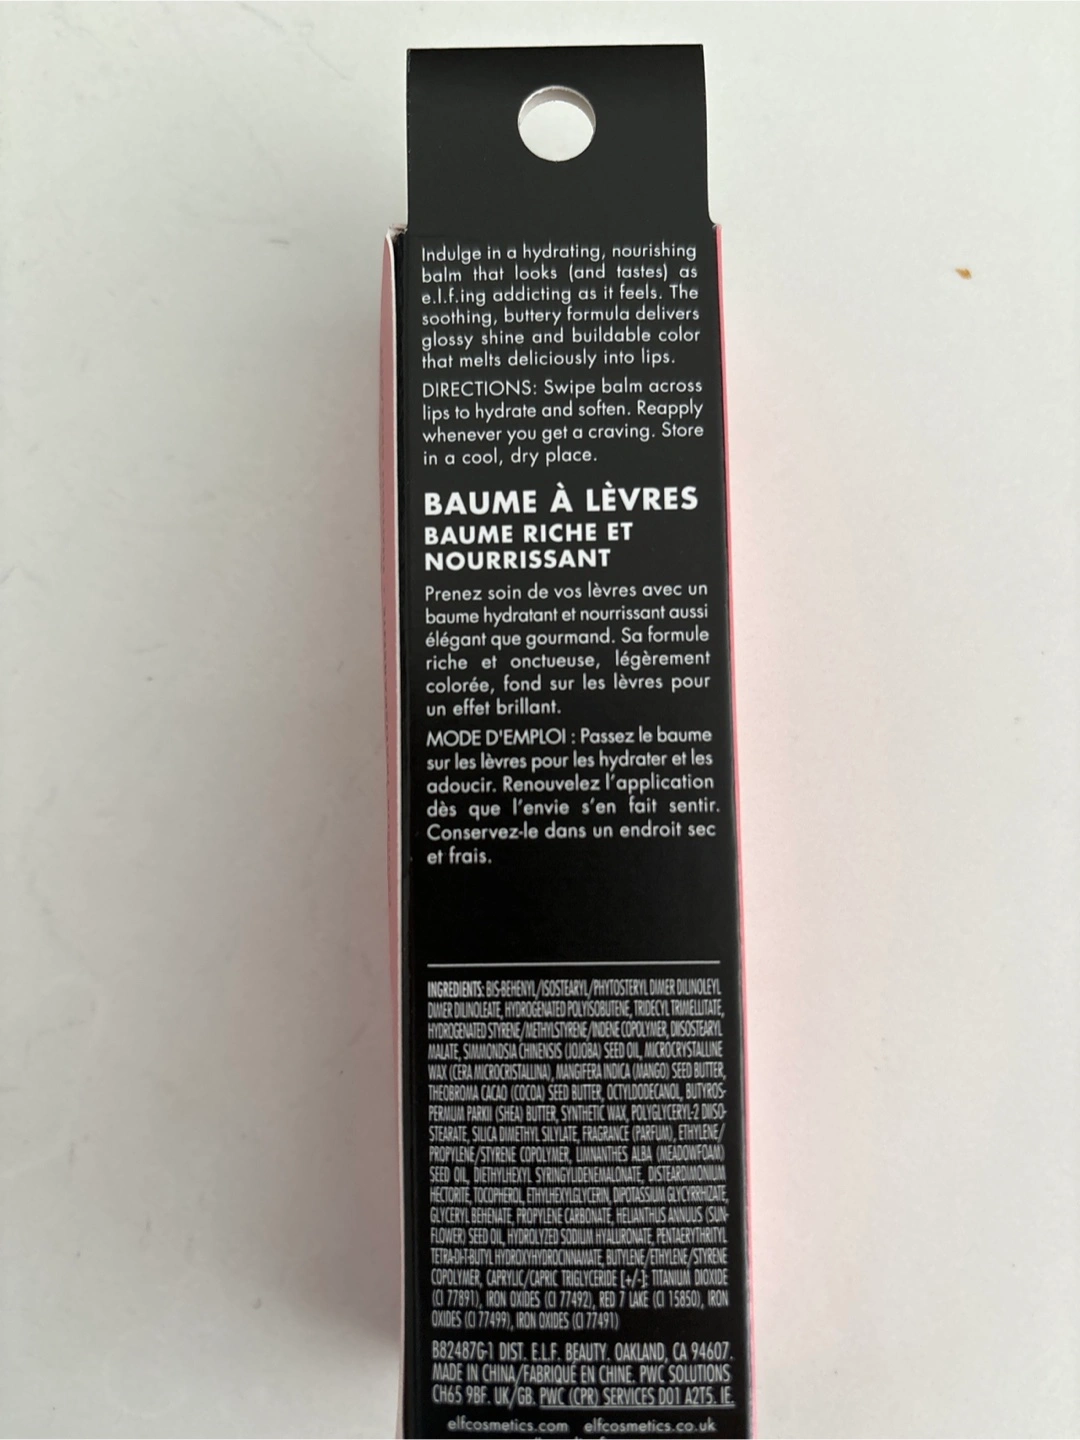 Indulge in a hydrating, nourishing
balm that looks (and tastes) as
e.l.f.ing addicting as it feels. The
soothing, buttery formula delivers
glossy shine and buildable color
that melts deliciously into lips.
DIRECTIONS: Swipe balm across
lips to hydrate and soften. Reapply
whenever you get a craving. Store
in a cool, dry place.
BAUME À LÈVRES
BAUME RICHE ET
NOURRISSANT
Prenez soin de vos lèvres avec un
baume hydratant et nourrissant aussi
élégant que gourmand. Sa formule
riche et onctueuse, légèrement
colorée, fond sur les lèvres pour
un effet brillant.
MODE D'EMPLOI : Passez le baume
sur les lèvres pour les hydrater et les
adoucir. Renouvelez l'application
dès que l'envie s'en fait sentir.
Conservez-le dans un endroit sec
et frais.
INGREDIENTS: BIS-BEHENYL/ISOSTEARYL/PHYTOSTERYL DIMER DILINOLEYL
DIMER DILINOLEATE, HYDROGENATED POLYISOBUTENE, TRIDECYL TRIMELLITATE,
HYDROGENATED STYRENE/METHYLSTYRENE/INDENE COPOLYMER, DIISOSTEARYL
MALATE, SIMMONDSIA CHINENSIS (JOJOBA) SEED OIL, MICROCRYSTALLINE
WAX (CERA MICROCRISTALLINA), MANGIFERA INDICA (MANGO) SEED BUTTER,
THEOBROMA CACAO (COCOA) SEED BUTTER, OCTYLDODECANOL, BUTYROS-
PERMUM PARKII (SHEA) BUTTER, SYNTHETIC WAX, POLYGLYCERYL-2 DIISO-
STEARATE, SILICA DIMETHYL SILYLATE, FRAGRANCE (PARFUM), ETHYLENE/
PROPYLENE/STYRENE COPOLYMER, LIMNANTHES ALBA (MEADOWFOAM)
SEED OIL, DIETHYLHEXYL SYRINGYLIDENEMALONATE, DISTEARDIMONIUM
HECTORITE, TOCOPHEROL, ETHYLHEXYLGLYCERIN, DIPOTASSIUM GLYCYRRHIZATE,
GLYCERYL BEHENATE, PROPYLENE CARBONATE, HELIANTHUS ANNUUS (SUN-
FLOWER) SEED OIL, HYDROLYZED SODIUM HYALURONATE, PENTAERYTHRITYL
TETRA-DI-T-BUTYL HYDROXYHYDROCINNAMATE, BUTYLENE/ETHYLENE/STYRENE
COPOLYMER, CAPRYLIC/CAPRIC TRIGLYCERIDE [+/-]: TITANIUM DIOXIDE
(CI 77891), IRON OXIDES (CI 77492), RED 7 LAKE (CI 15850), IRON
OXIDES (CI 77499), IRON OXIDES (CI 77491)
B82487G-1 DIST. E.L.F. BEAUTY. OAKLAND, CA 94607.
MADE IN CHINA/FABRIQUÉ EN CHINE. PWC SOLUTIONS
CH65 9BF. UK/GB. PWC (CPR) SERVICES D01 A2T5. IE.
elfcosmetics.com elfcosmetics.co.uk